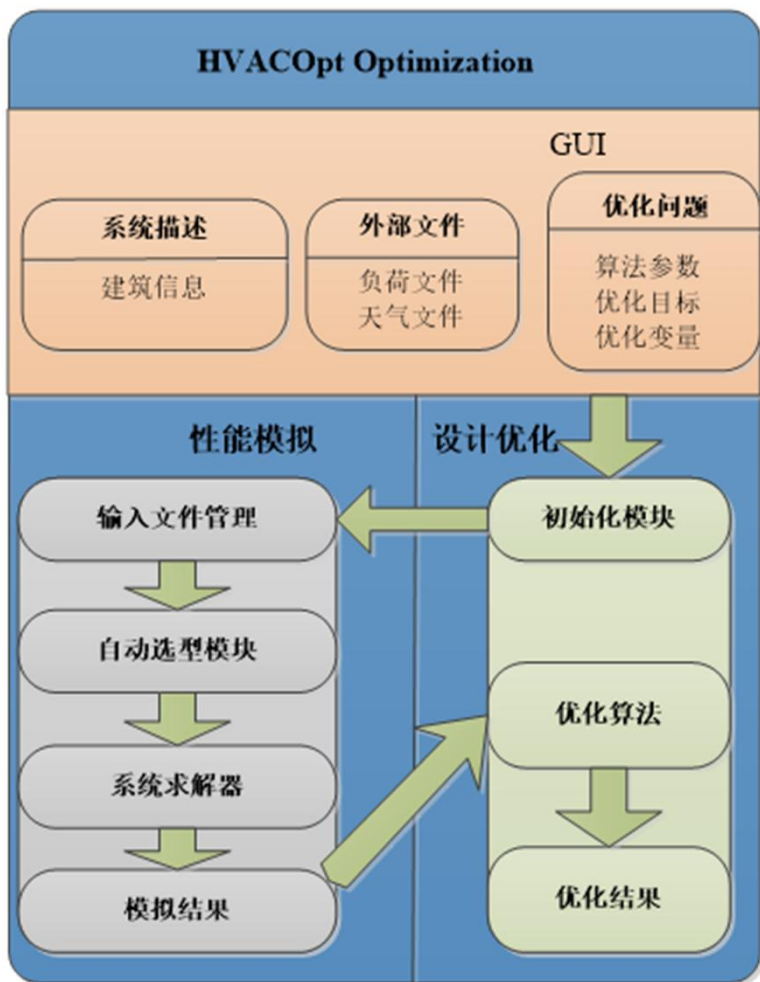 HVACOpt Optimization
GUI
系统描述
建筑信息
外部文件
负荷文件
天气文件
优化问题
算法参数
优化目标
优化变量
性能模拟
设计优化
输入文件管理
自动选型模块
系统求解器
模拟结果
初始化模块
优化算法
优化结果